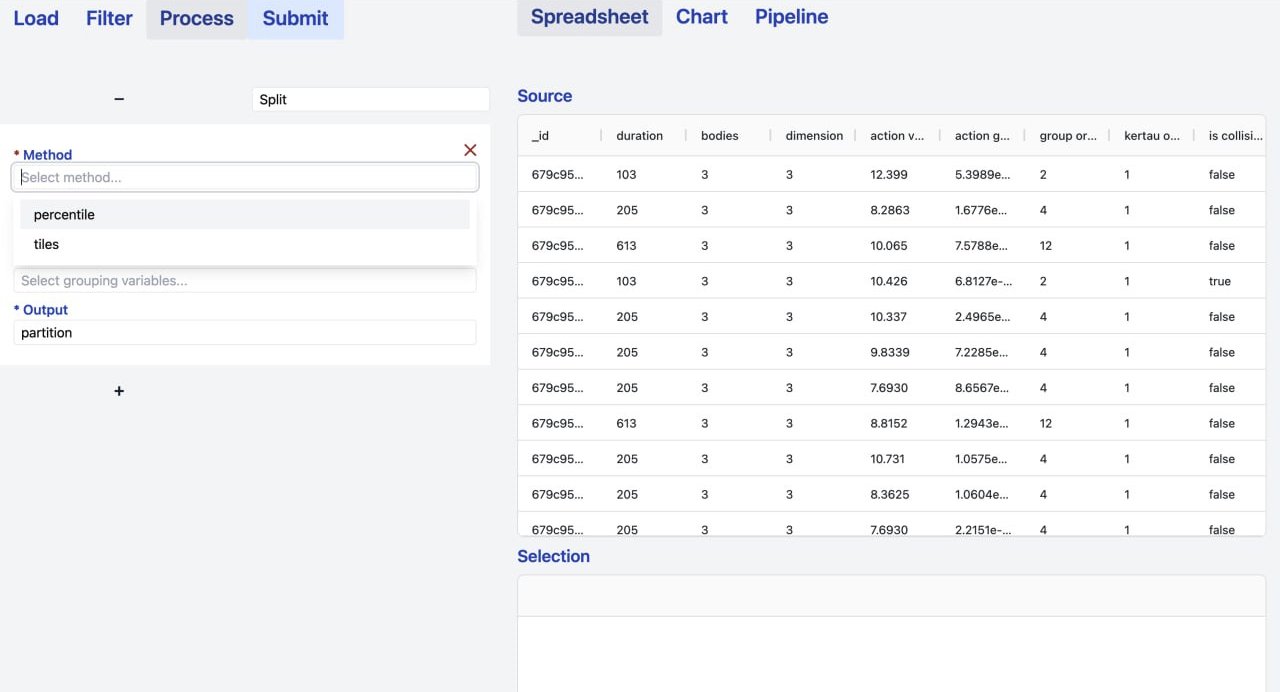 Load Filter Process Submit
Spreadsheet Chart Pipeline
− Split
* Method
Select method...
percentile
tiles
Select grouping variables...
* Output
partition
+
Source
_id duration bodies dimension action v... action g... group or... kertau o... is collisi...
679c95... 103 3 3 12.399 5.3989e... 2 1 false
679c95... 205 3 3 8.2863 1.6776e... 4 1 false
679c95... 613 3 3 10.065 7.5788e... 12 1 false
679c95... 103 3 3 10.426 6.8127e-... 2 1 true
679c95... 205 3 3 10.337 2.4965e... 4 1 false
679c95... 205 3 3 9.8339 7.2285e... 4 1 false
679c95... 205 3 3 7.6930 8.6567e... 4 1 false
679c95... 613 3 3 8.8152 1.2943e... 12 1 false
679c95... 205 3 3 10.731 1.0575e... 4 1 false
679c95... 205 3 3 8.3625 1.0604e... 4 1 false
679c95... 205 3 3 7.6930 2.2151e-... 4 1 false
Selection